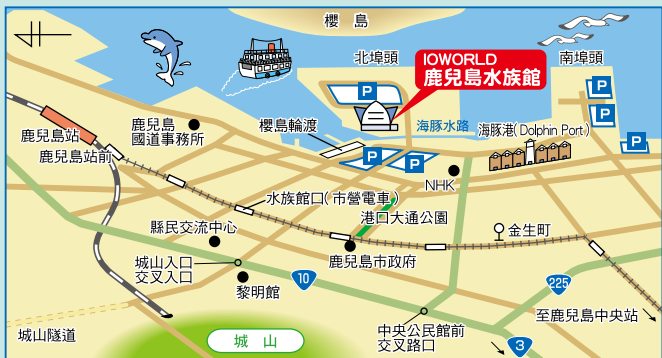 櫻島
北埠頭
IOWORLD
鹿兒島水族館
南埠頭
P
P
P
P
P
P
海豚水路
海豚港(Dolphin Port)
鹿兒島站
鹿兒島站前
鹿兒島
國道事務所
櫻島輪渡
NHK
水族館口(市營電車)
港口大通公園
縣民交流中心
金生町
鹿兒島市政府
城山入口
交叉入口
黎明館
10
225
至鹿兒島中央站
城山隧道
城山
中央公民館前
交叉路口
3